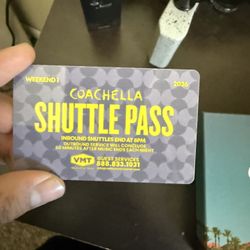 WEEKEND 1
2026
COACHELLA
SHUTTLE PASS
INBOUND SHUTTLES END AT 8PM
OUTBOUND SERVICE WILL CONCLUDE
60 MINUTES AFTER MUSIC ENDS EACH NIGHT
VMT
GUEST SERVICES
888.833.1031